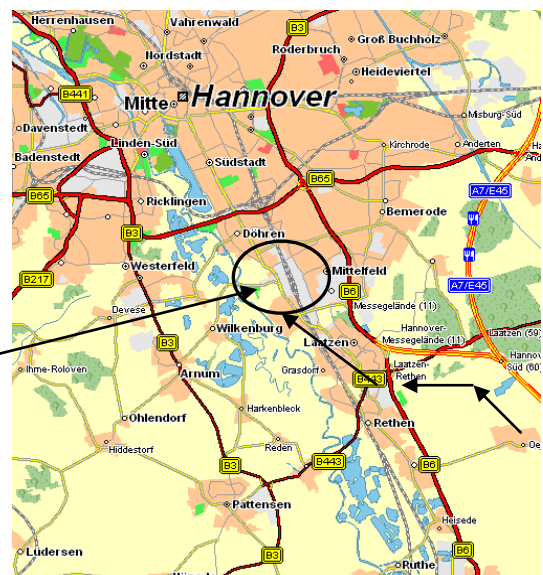 Herrenhausen
Vahrenwald
B3
Groß Buchholz
Roderbruch
Nordstadt
Heideviertel
B441
Mitte
Hannover
Misburg-Süd
Davenstedt
Linden-Süd
Kirchrode
Anderten
Badenstedt
Südstadt
B65
A7/E45
B65
Ricklingen
Bemerode
B3
Döhren
Westerfeld
Mittelfeld
B217
A7/E45
B6
Messegelände (11)
Devese
Wilkenburg
Hannover-
Messegelände (11)
Laatzen (59)
Laatzen
B3
Laatzen-
Rethen
Hanno
Süd (60)
Ihme-Roloven
Arnum
Grasdorf
B443
Harkenbleck
Ohlendorf
Rethen
Hiddestorf
Reden
B3
B443
B6
Pattensen
Heisede
Lüdersen
B3
B6
Ruthe